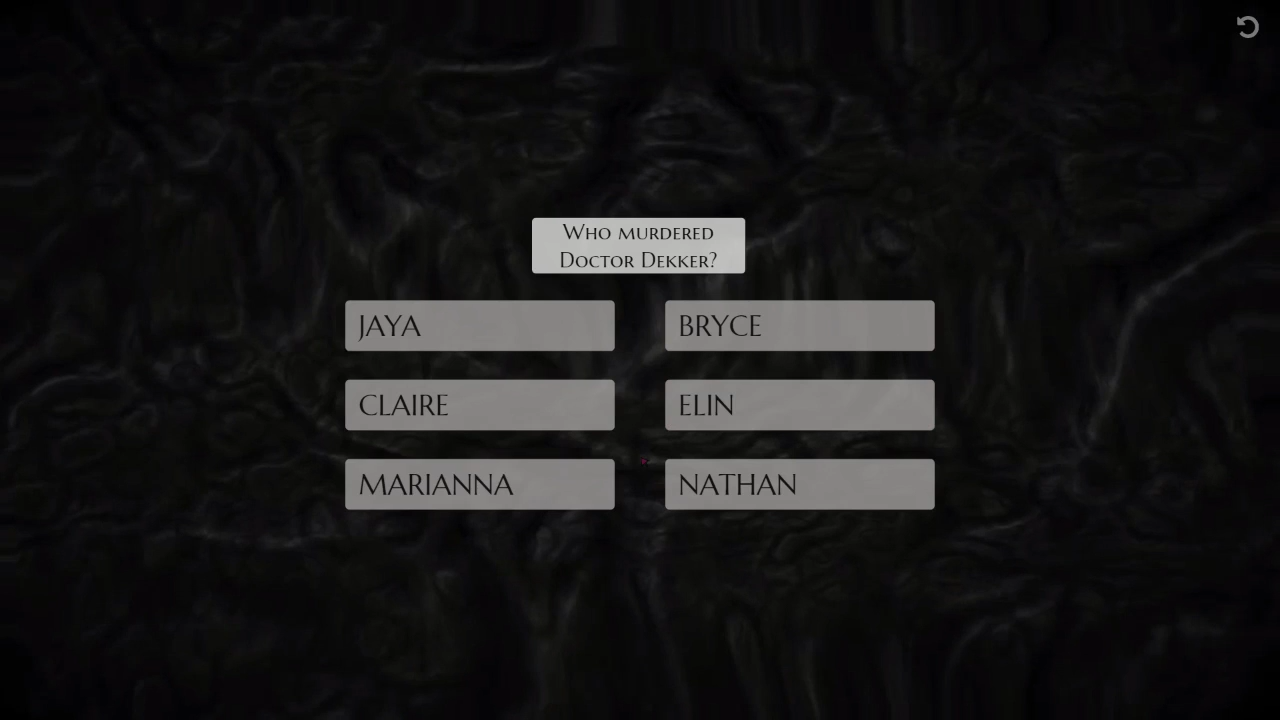 Who murdered
Doctor Dekker?
JAYA
BRYCE
CLAIRE
ELIN
MARIANNA
NATHAN